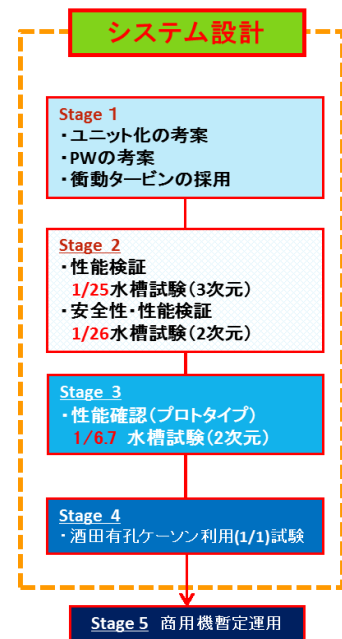 システム設計
Stage 1
・ユニット化の考案
・PWの考案
・衝動タービンの採用
Stage 2
・性能検証
1/25水槽試験(3次元)
・安全性・性能検証
1/26水槽試験(2次元)
Stage 3
・性能確認(プロトタイプ)
1/6.7 水槽試験(2次元)
Stage 4
・酒田有孔ケーソン利用(1/1)試験
Stage 5 商用機暫定運用